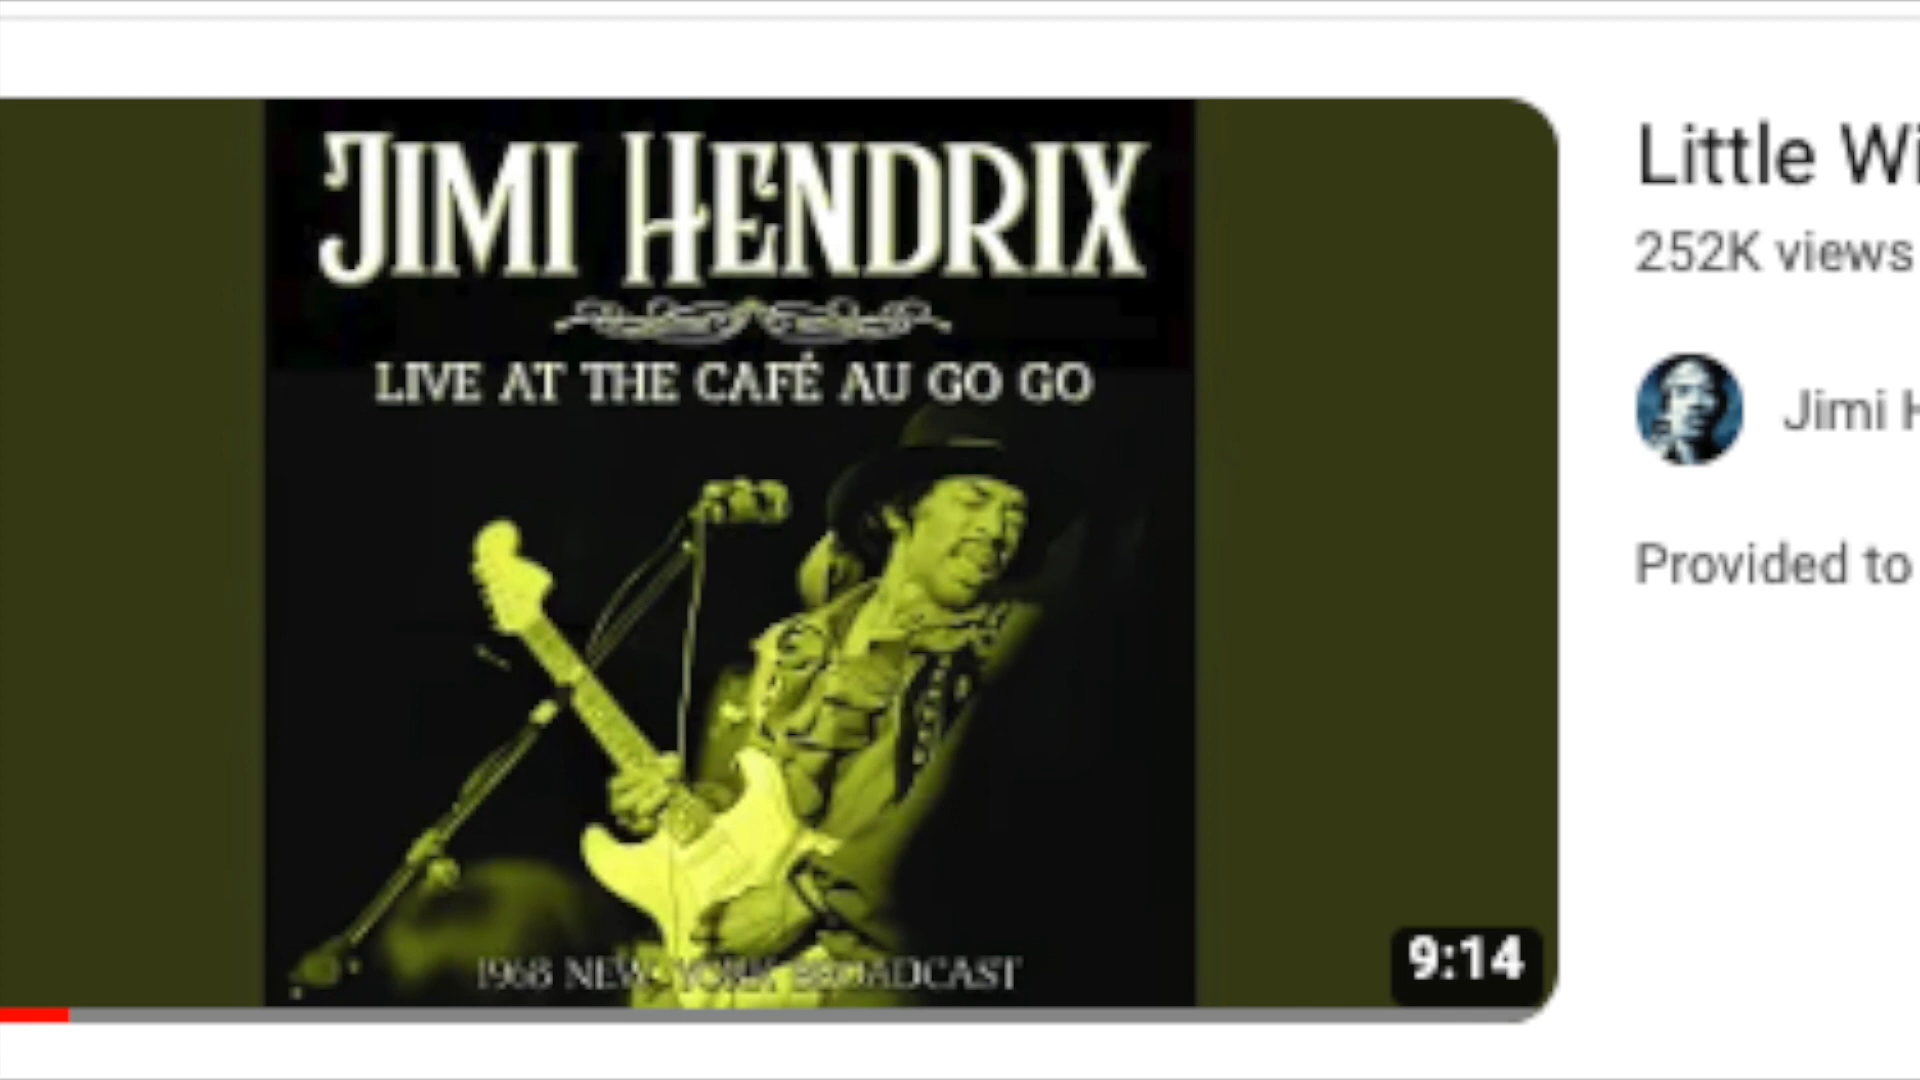 JIMI HENDRIX
LIVE AT THE CAFÉ AU GO GO
1968 NEW YORK BROADCAST
9:14
Little Wi
252K views
Jimi H
Provided to